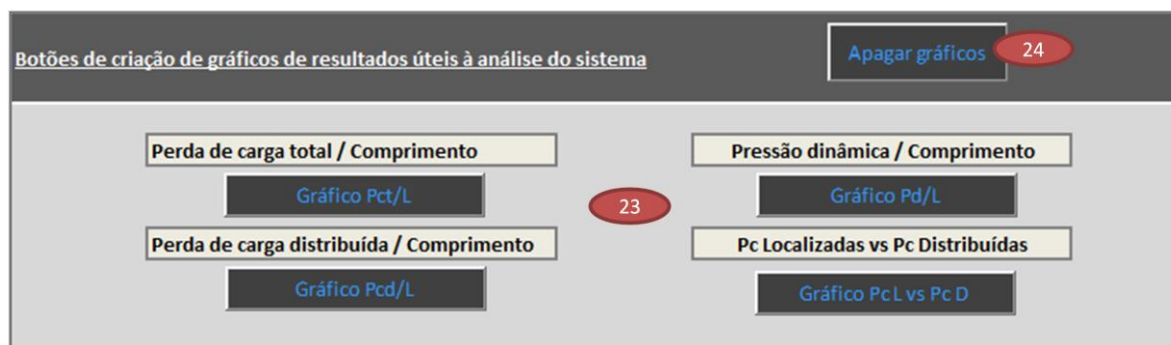 Botões de criação de gráficos de resultados úteis à análise do sistema
Apagar gráficos
24
Perda de carga total / Comprimento
Pressão dinâmica / Comprimento
Gráfico Pct/L
23
Gráfico Pd/L
Perda de carga distribuída / Comprimento
Pc Localizadas vs Pc Distribuídas
Gráfico Pcd/L
Gráfico Pc L vs Pc D